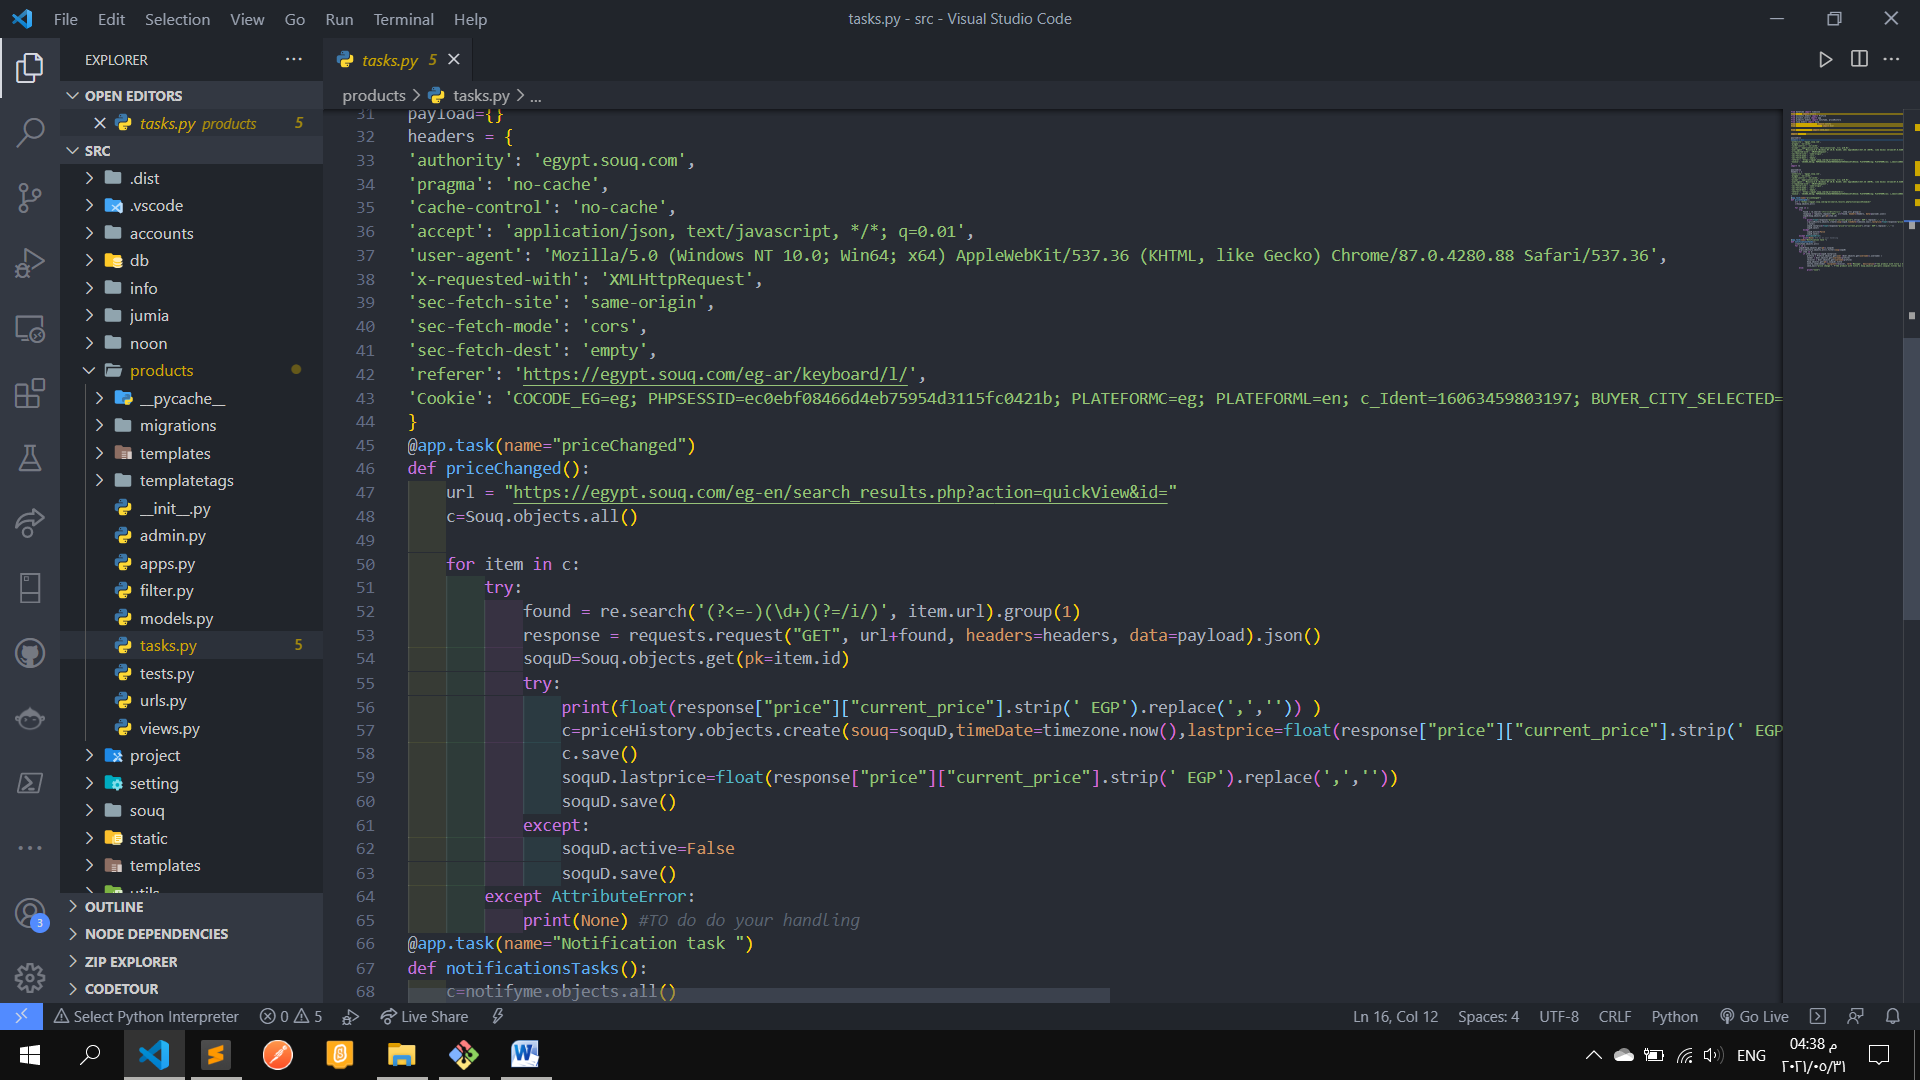 File Edit Selection View Go Run Terminal Help
tasks.py - src - Visual Studio Code
EXPLORER
OPEN EDITORS
tasks.py products 5
SRC
.dist
.vscode
accounts
db
info
jumia
noon
products
__pycache__
migrations
templates
templatetags
__init__.py
admin.py
apps.py
filter.py
models.py
tasks.py 5
tests.py
urls.py
views.py
project
setting
souq
static
templates
utils
OUTLINE
NODE DEPENDENCIES
ZIP EXPLORER
CODETOUR
3
tasks.py 5
products > tasks.py > ...
31 payload={}
32 headers = {
33 'authority': 'egypt.souq.com',
34 'pragma': 'no-cache',
35 'cache-control': 'no-cache',
36 'accept': 'application/json, text/javascript, */*; q=0.01',
37 'user-agent': 'Mozilla/5.0 (Windows NT 10.0; Win64; x64) AppleWebKit/537.36 (KHTML, like Gecko) Chrome/87.0.4280.88 Safari/537.36',
38 'x-requested-with': 'XMLHttpRequest',
39 'sec-fetch-site': 'same-origin',
40 'sec-fetch-mode': 'cors',
41 'sec-fetch-dest': 'empty',
42 'referer': 'https://egypt.souq.com/eg-ar/keyboard/l/',
43 'Cookie': 'COCODE_EG=eg; PHPSESSID=ec0ebf08466d4eb75954d3115fc0421b; PLATEFORMC=eg; PLATEFORML=en; c_Ident=16063459803197; BUYER_CITY_SELECTED=
44 }
45 @app.task(name="priceChanged")
46 def priceChanged():
47 url = "https://egypt.souq.com/eg-en/search_results.php?action=quickView&id="
48 c=Souq.objects.all()
49
50 for item in c:
51 try:
52 found = re.search('(?<=-)(\d+)(?=/i/)', item.url).group(1)
53 response = requests.request("GET", url+found, headers=headers, data=payload).json()
54 soquD=Souq.objects.get(pk=item.id)
55 try:
56 print(float(response["price"]["current_price"].strip(' EGP').replace(',','')) )
57 c=priceHistory.objects.create(souq=soquD,timeDate=timezone.now(),lastprice=float(response["price"]["current_price"].strip(' EGP
58 c.save()
59 soquD.lastprice=float(response["price"]["current_price"].strip(' EGP').replace(',',''))
60 soquD.save()
61 except:
62 soquD.active=False
63 soquD.save()
64 except AttributeError:
65 print(None) #TO do do your handling
66 @app.task(name="Notification task ")
67 def notificationsTasks():
68 c=notifyme.objects.all()
Select Python Interpreter 0 5 Live Share
Ln 16, Col 12 Spaces: 4 UTF-8 CRLF Python Go Live
ENG
04:38 م
٢٠٢١/٠٥/٣١